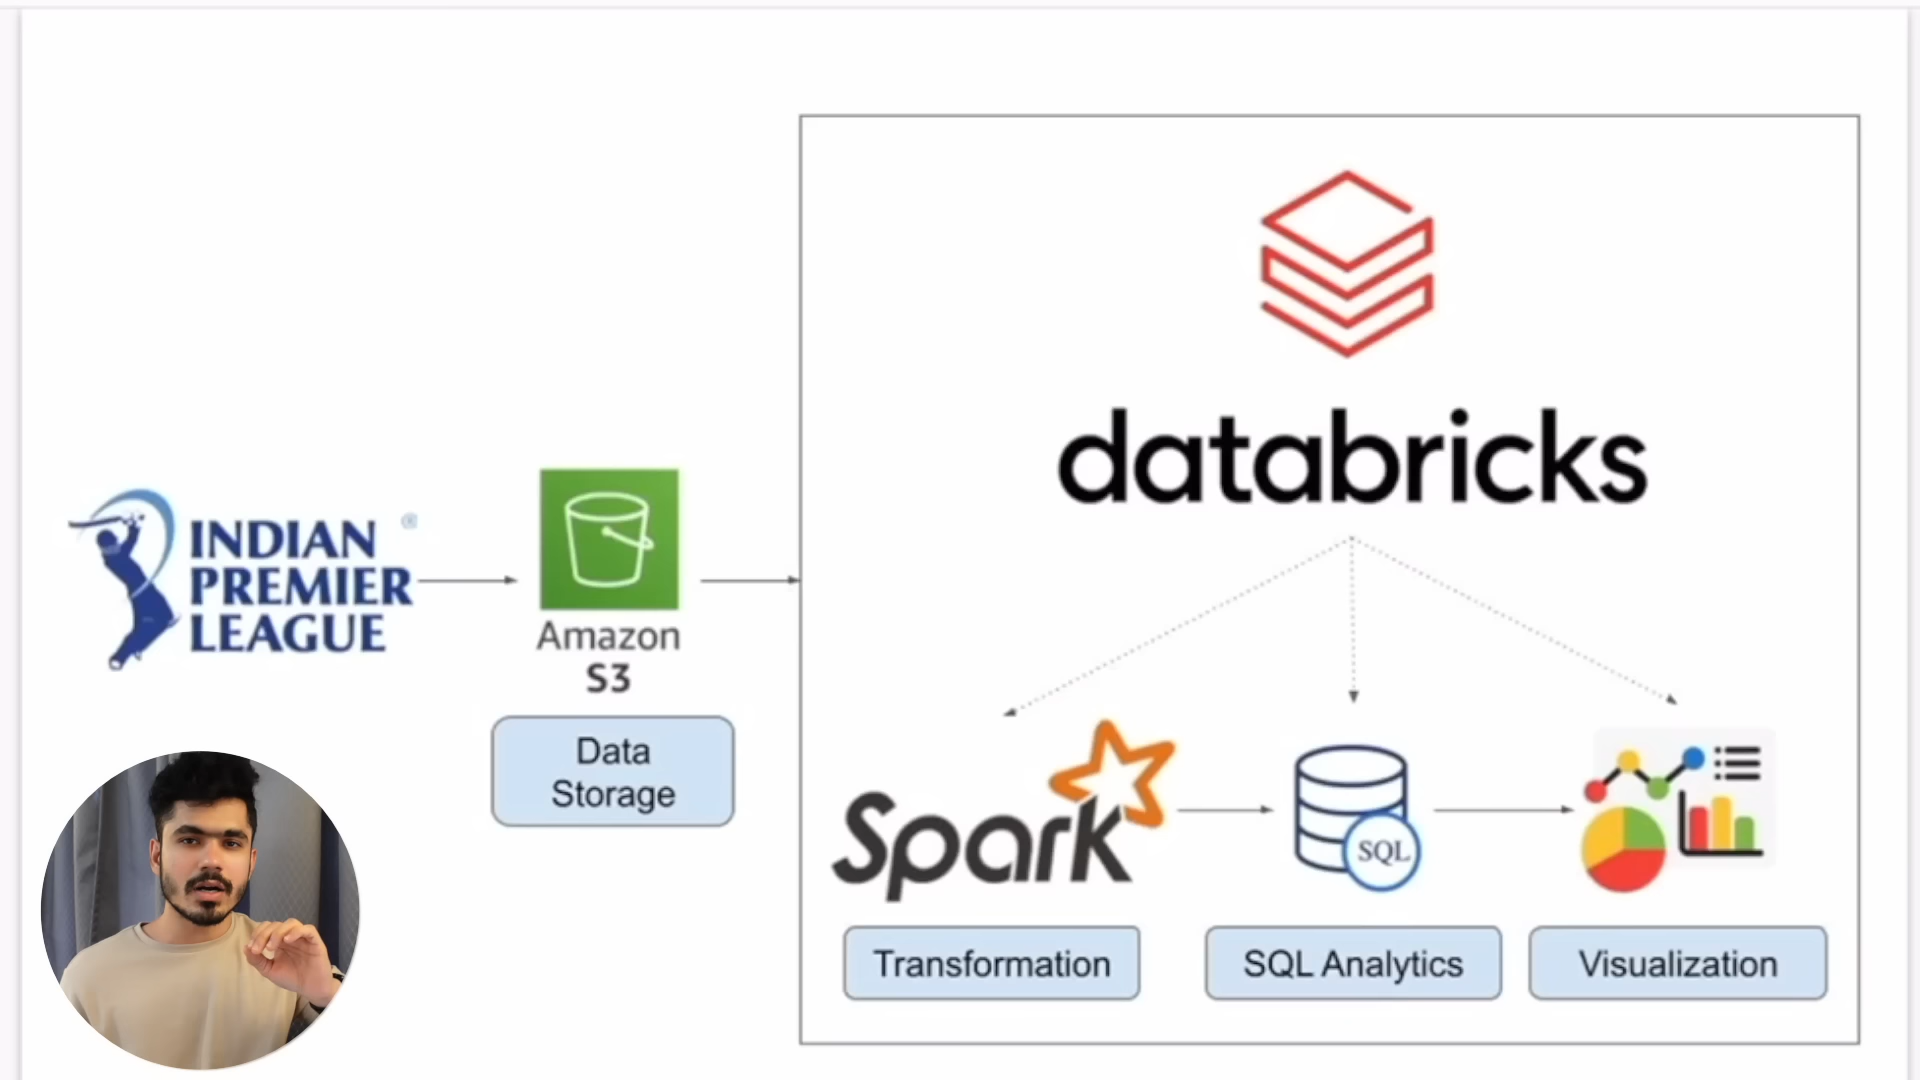 databricks
INDIAN
PREMIER
LEAGUE
®
Amazon
S3
Data
Storage
Spark
SQL
Transformation
SQL Analytics
Visualization